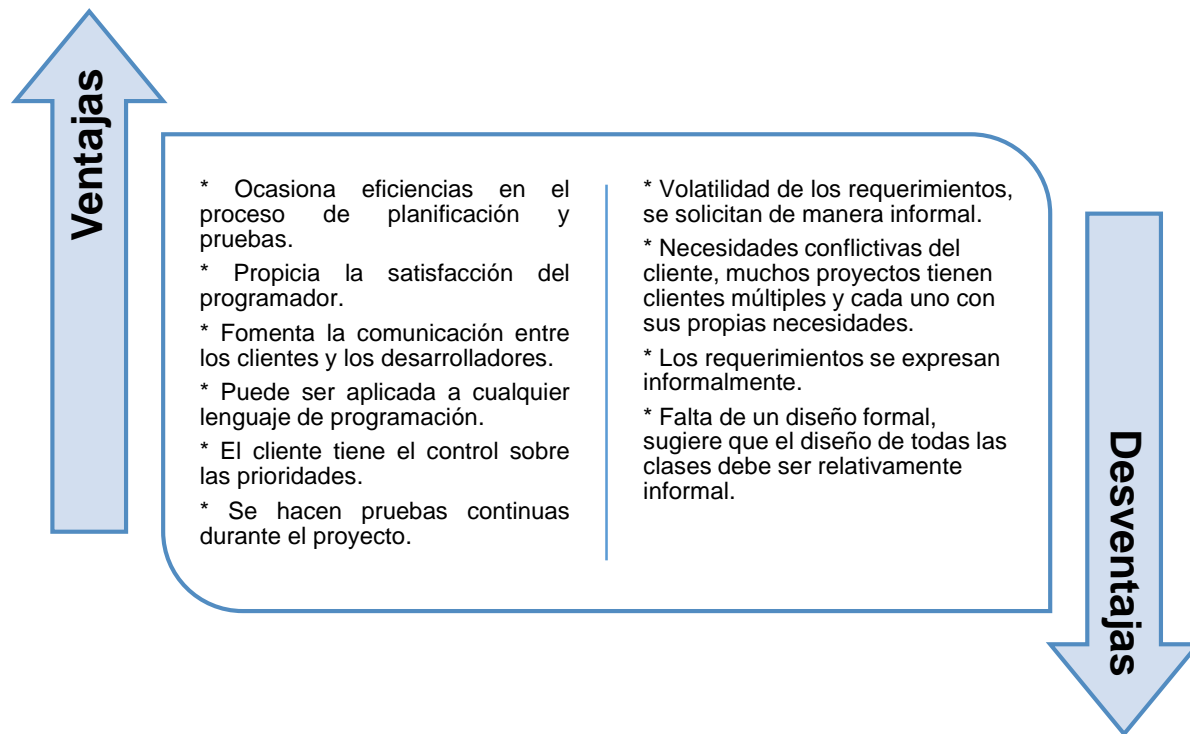 Ventajas
* Ocasiona eficiencias en el
proceso de planificación y
pruebas.
* Propicia la satisfacción del
programador.
* Fomenta la comunicación entre
los clientes y los desarrolladores.
* Puede ser aplicada a cualquier
lenguaje de programación.
* El cliente tiene el control sobre
las prioridades.
* Se hacen pruebas continuas
durante el proyecto.
* Volatilidad de los requerimientos,
se solicitan de manera informal.
* Necesidades conflictivas del
cliente, muchos proyectos tienen
clientes múltiples y cada uno con
sus propias necesidades.
* Los requerimientos se expresan
informalmente.
* Falta de un diseño formal,
sugiere que el diseño de todas las
clases debe ser relativamente
informal.
Desventajas